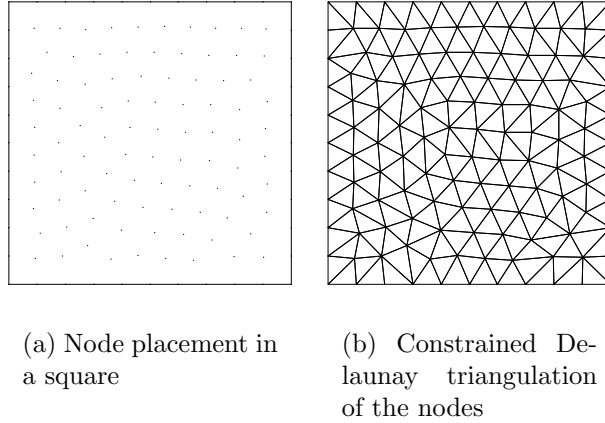 (a) Node placement in
a square
(b) Constrained De-
launay triangulation
of the nodes